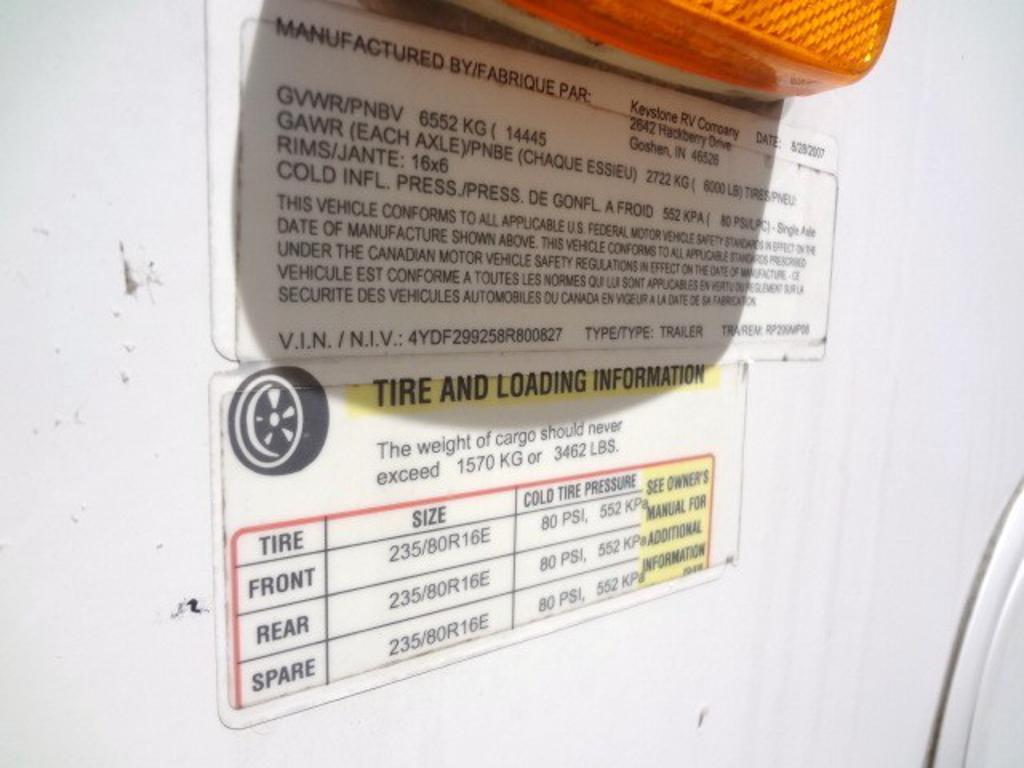 MANUFACTURED BY/FABRIQUE PAR:
Keystone RV Company
2642 Hackberry Drive
Goshen, IN 46526
DATE: 8/28/2007
GVWR/PNBV 6552 KG ( 14445
GAWR (EACH AXLE)/PNBE (CHAQUE ESSIEU) 2722 KG ( 6000 LB) TIRES/PNEU:
RIMS/JANTE: 16x6
COLD INFL. PRESS./PRESS. DE GONFL. A FROID 552 KPA ( 80 PSI/LPC) - Single Axle
THIS VEHICLE CONFORMS TO ALL APPLICABLE U.S. FEDERAL MOTOR VEHICLE SAFETY STANDARDS IN EFFECT ON THE
DATE OF MANUFACTURE SHOWN ABOVE. THIS VEHICLE CONFORMS TO ALL APPLICABLE STANDARDS PRESCRIBED
UNDER THE CANADIAN MOTOR VEHICLE SAFETY REGULATIONS IN EFFECT ON THE DATE OF MANUFACTURE. - CE
VEHICULE EST CONFORME A TOUTES LES NORMES QUI LUI SONT APPLICABLES EN VERTU DU REGLEMENT SUR LA
SECURITE DES VEHICULES AUTOMOBILES DU CANADA EN VIGEUR A LA DATE DE SA FABRICATION.
V.I.N. / N.I.V.: 4YDF299258R800827 TYPE/TYPE: TRAILER TRA/REM:
TIRE AND LOADING INFORMATION
The weight of cargo should never
exceed 1570 KG or 3462 LBS.
TIRE SIZE COLD TIRE PRESSURE
FRONT 235/80R16E 80 PSI, 552 KPa
REAR 235/80R16E 80 PSI, 552 KPa
SPARE 235/80R16E 80 PSI, 552 KPa
SEE OWNER'S
MANUAL FOR
ADDITIONAL
INFORMATION